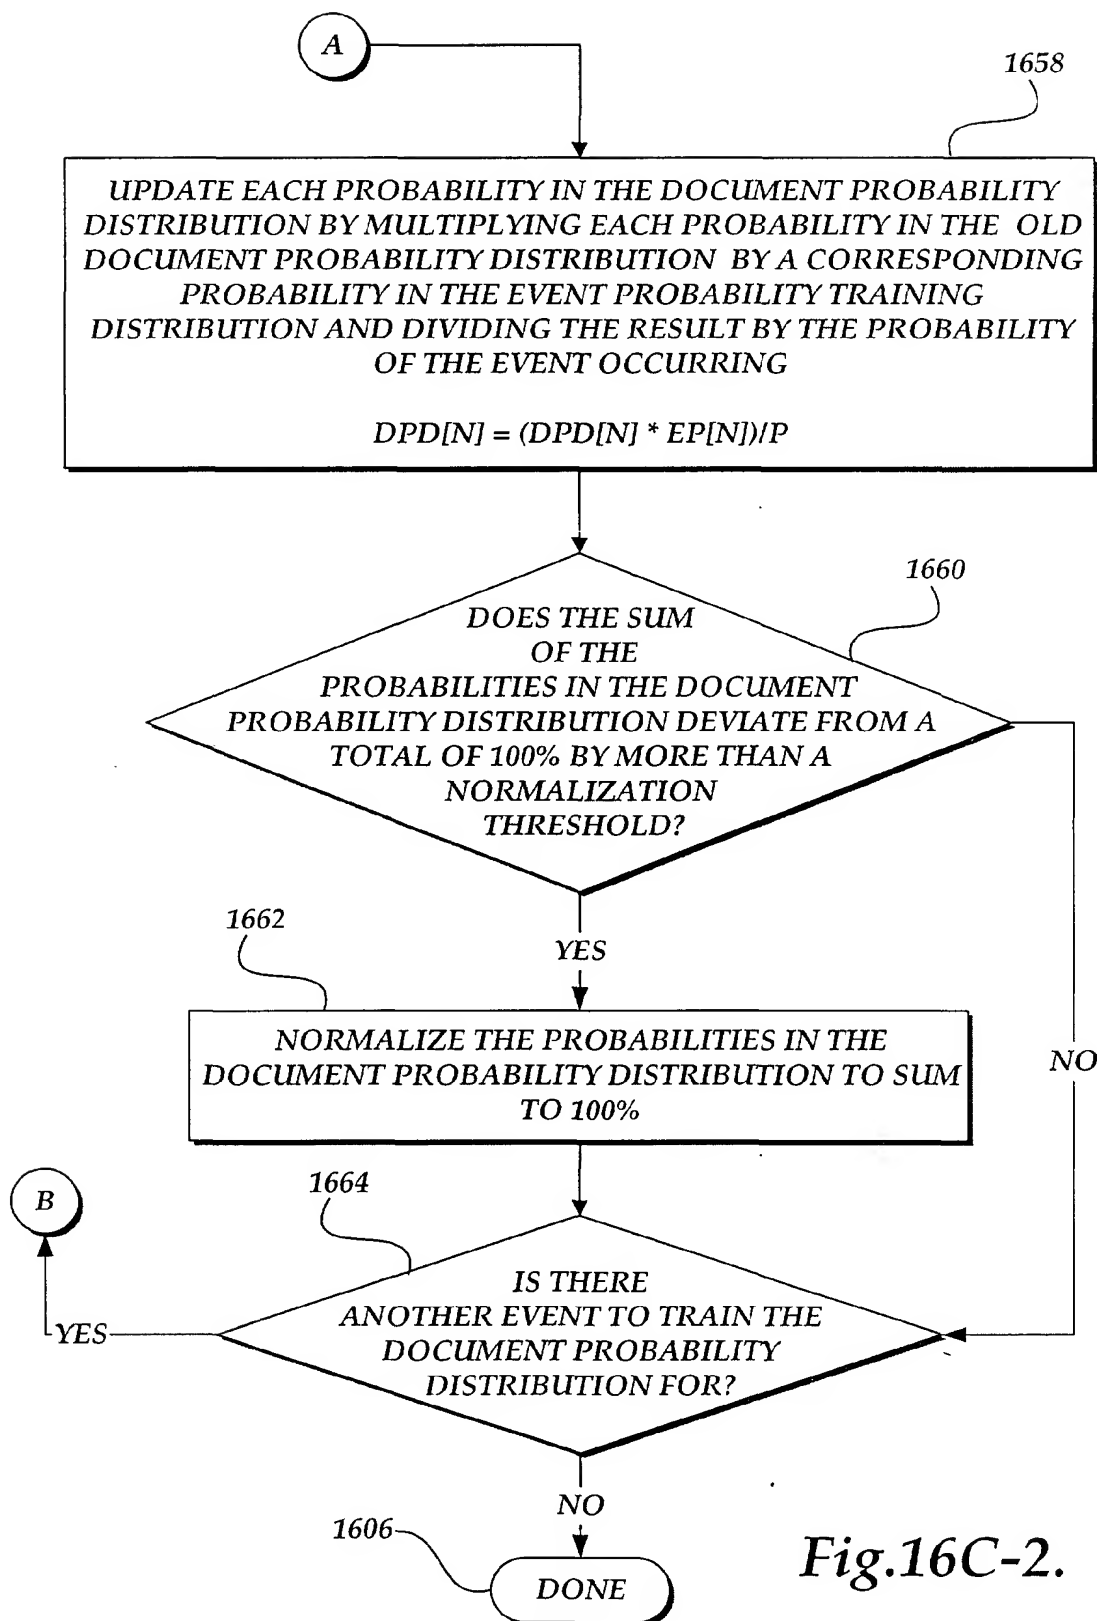 A
1658
UPDATE EACH PROBABILITY IN THE DOCUMENT PROBABILITY
DISTRIBUTION BY MULTIPLYING EACH PROBABILITY IN THE OLD
DOCUMENT PROBABILITY DISTRIBUTION BY A CORRESPONDING
PROBABILITY IN THE EVENT PROBABILITY TRAINING
DISTRIBUTION AND DIVIDING THE RESULT BY THE PROBABILITY
OF THE EVENT OCCURRING
DPD[N] = (DPD[N] * EP[N])/P
1660
DOES THE SUM
OF THE
PROBABILITIES IN THE DOCUMENT
PROBABILITY DISTRIBUTION DEVIATE FROM A
TOTAL OF 100% BY MORE THAN A
NORMALIZATION
THRESHOLD?
1662
YES
NORMALIZE THE PROBABILITIES IN THE
DOCUMENT PROBABILITY DISTRIBUTION TO SUM
TO 100%
NO
1664
B
IS THERE
ANOTHER EVENT TO TRAIN THE
DOCUMENT PROBABILITY
DISTRIBUTION FOR?
YES
NO
1606
DONE
Fig.16C-2.